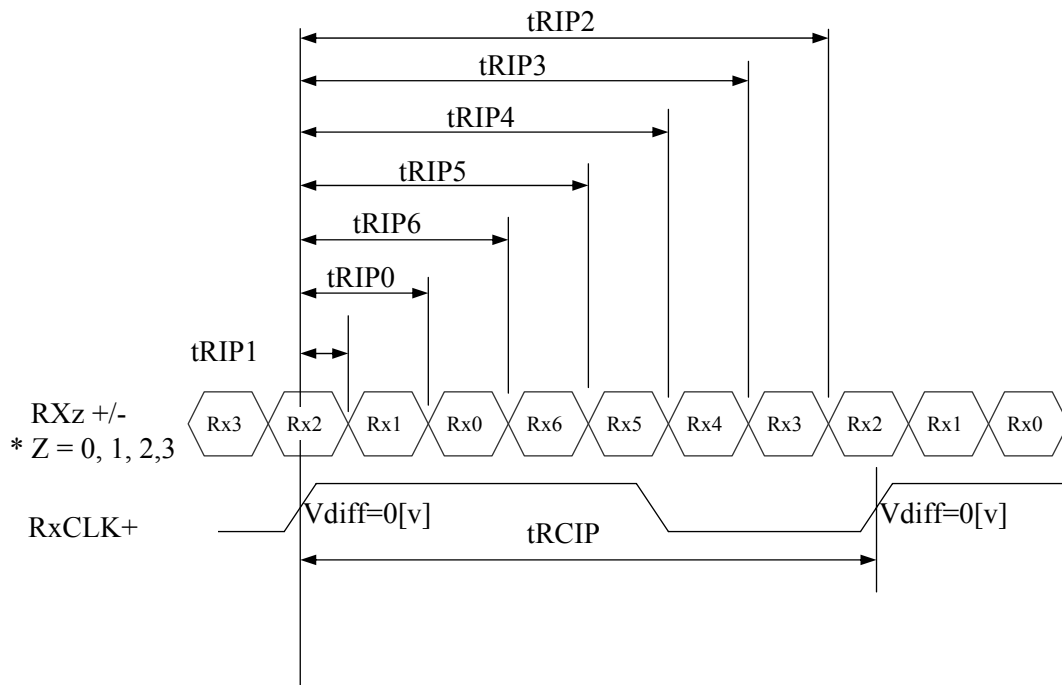 tRIP2
tRIP3
tRIP4
tRIP5
tRIP6
tRIP0
tRIP1
RXz +/-
* Z = 0, 1, 2,3
Rx3 Rx2 Rx1 Rx0 Rx6 Rx5 Rx4 Rx3 Rx2 Rx1 Rx0
RxCLK+
Vdiff=0[v] Vdiff=0[v]
tRCIP